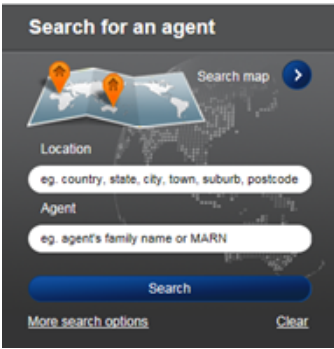 Search for an agent
Search map
Location
eg. country, state, city, town, suburb, postcode
Agent
eg. agent's family name or MARN
Search
More search options Clear